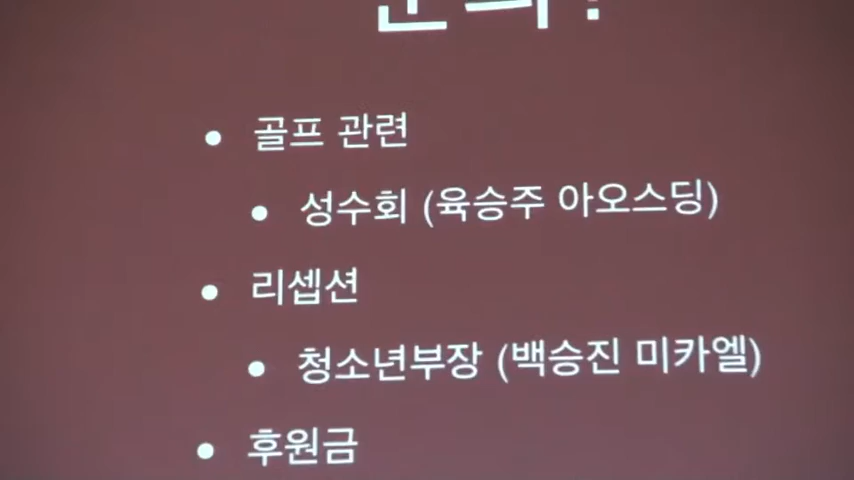 골프 관련
성수회 (육승주 아오스딩)
리셉션
청소년부장 (백승진 미카엘)
후원금